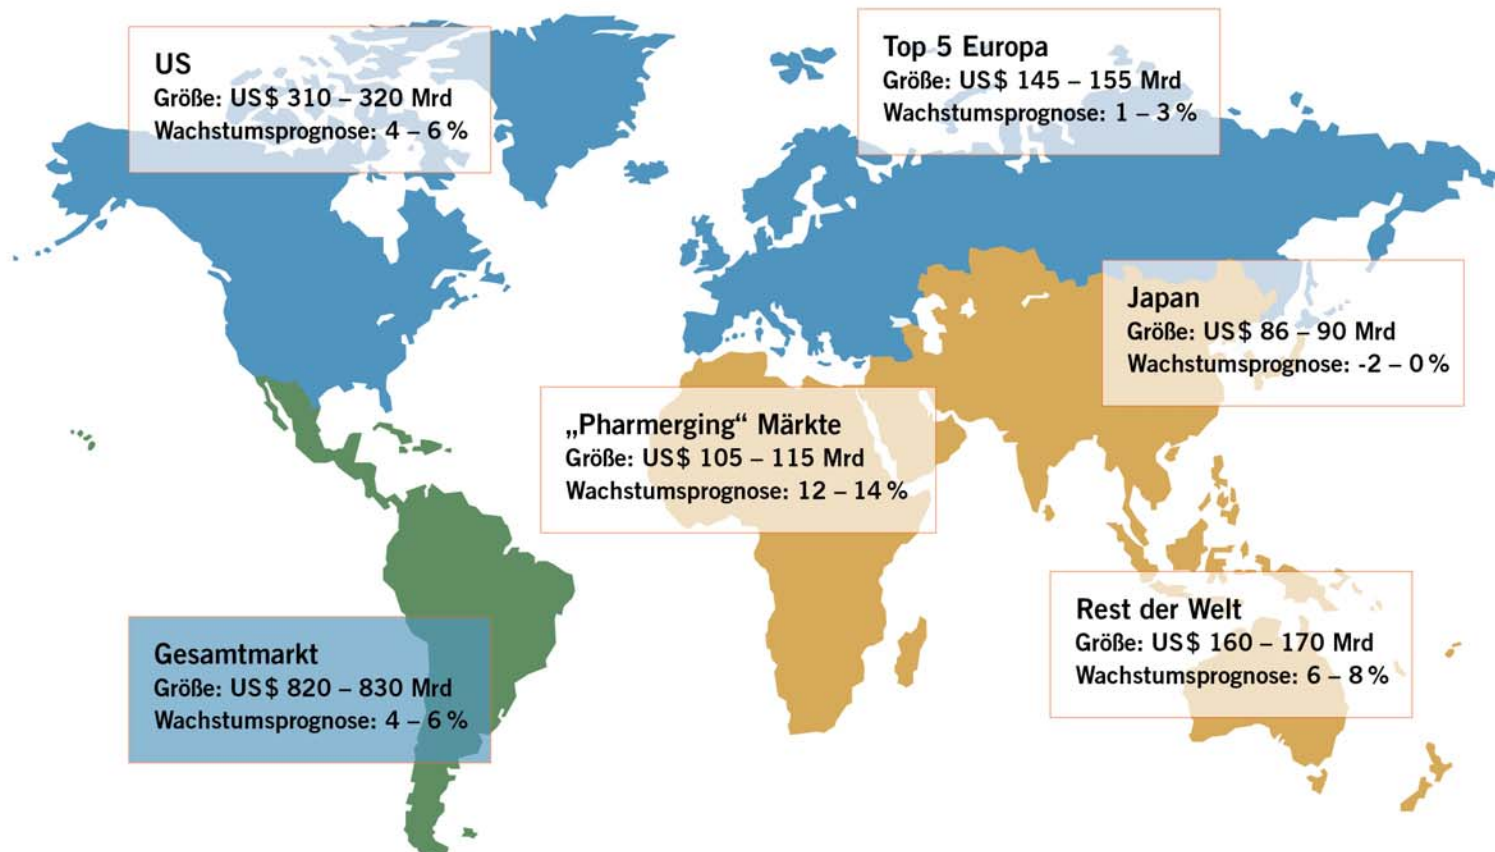 US
Größe: US$ 310 – 320 Mrd
Wachstumsprognose: 4 – 6 %
Top 5 Europa
Größe: US$ 145 – 155 Mrd
Wachstumsprognose: 1 – 3 %
Japan
Größe: US$ 86 – 90 Mrd
Wachstumsprognose: -2 – 0 %
„Pharmerging“ Märkte
Größe: US$ 105 – 115 Mrd
Wachstumsprognose: 12 – 14 %
Rest der Welt
Größe: US$ 160 – 170 Mrd
Wachstumsprognose: 6 – 8 %
Gesamtmarkt
Größe: US$ 820 – 830 Mrd
Wachstumsprognose: 4 – 6 %